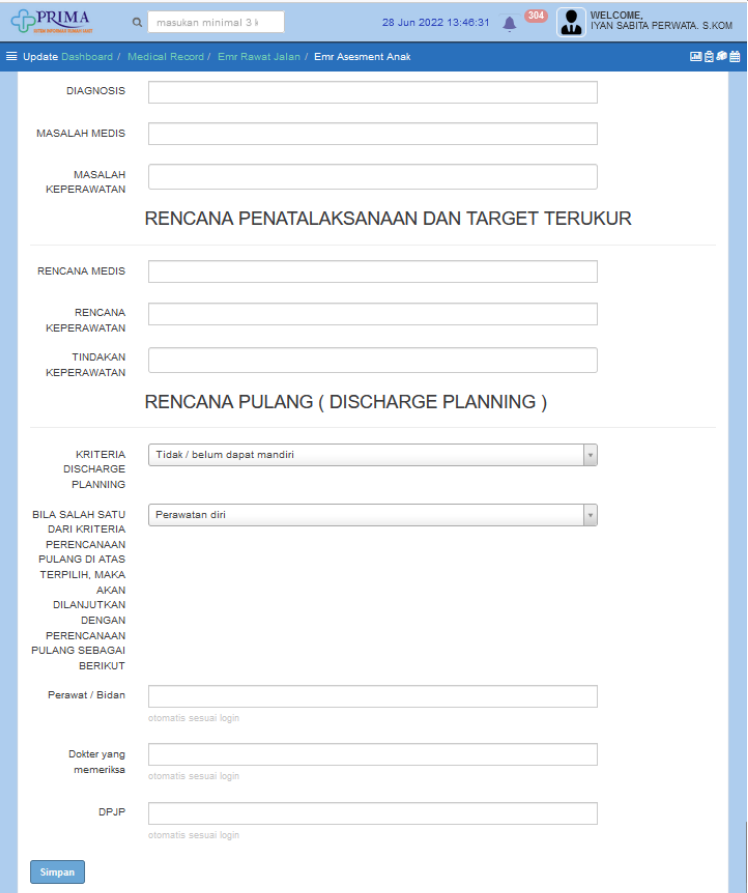 PRIMA
masukan minimal 3 k
28 Jun 2022 13:46:31
304
WELCOME,
IYAN SABITA PERWATA. S.KOM
Update Dashboard / Medical Record / Emr Rawat Jalan / Emr Asesment Anak
DIAGNOSIS
MASALAH MEDIS
MASALAH
KEPERAWATAN
RENCANA PENATALAKSANAAN DAN TARGET TERUKUR
RENCANA MEDIS
RENCANA
KEPERAWATAN
TINDAKAN
KEPERAWATAN
RENCANA PULANG ( DISCHARGE PLANNING )
KRITERIA
DISCHARGE
PLANNING
Tidak / belum dapat mandiri
BILA SALAH SATU
DARI KRITERIA
PERENCANAAN
PULANG DI ATAS
TERPILIH, MAKA
AKAN
DILANJUTKAN
DENGAN
PERENCANAAN
PULANG SEBAGAI
BERIKUT
Perawatan diri
Perawat / Bidan
otomatis sesuai login
Dokter yang
memeriksa
otomatis sesuai login
DPJP
otomatis sesuai login
Simpan